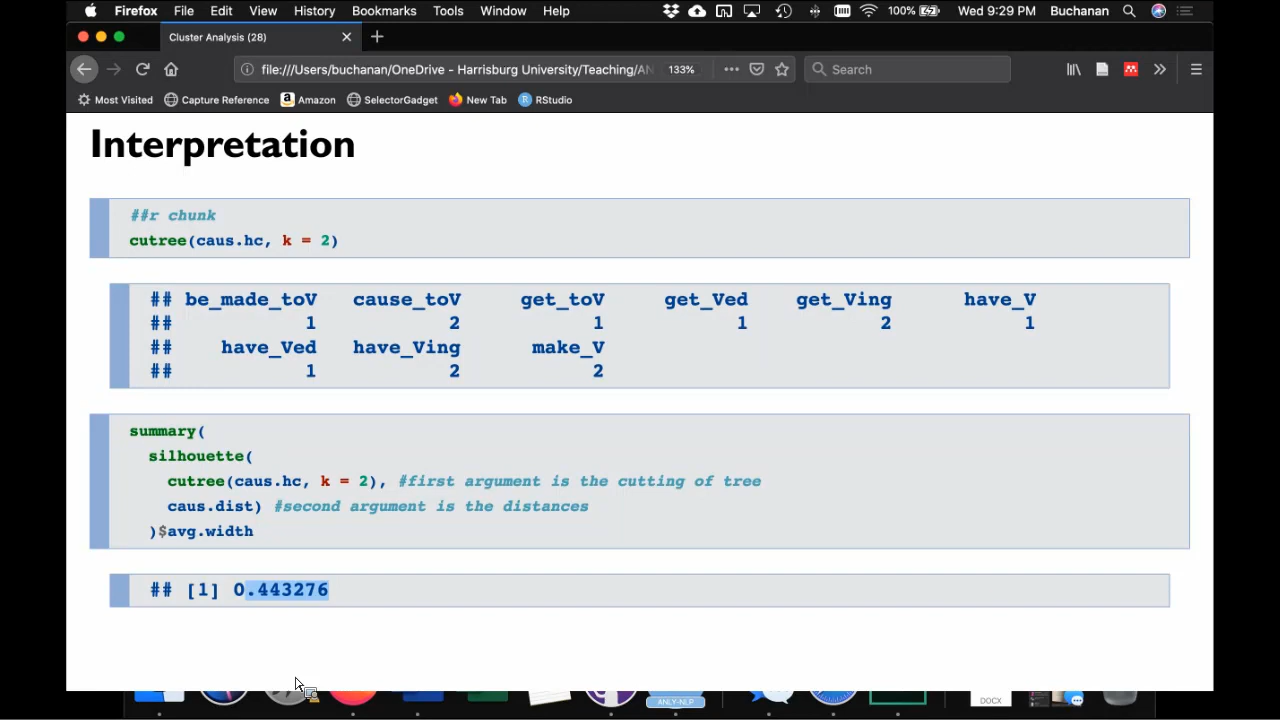 Firefox File Edit View History Bookmarks Tools Window Help 100% Wed 9:29 PM Buchanan
Cluster Analysis (28)
file:///Users/buchanan/OneDrive - Harrisburg University/Teaching/AN 133% Search
Most Visited Capture Reference Amazon SelectorGadget New Tab RStudio
Interpretation
##r chunk
cutree(caus.hc, k = 2)
## be_made_toV cause_toV get_toV get_Ved get_Ving have_V
## 1 2 1 1 2 1
## have_Ved have_Ving make_V
## 1 2 2
summary(
silhouette(
cutree(caus.hc, k = 2), #first argument is the cutting of tree
caus.dist) #second argument is the distances
)$avg.width
## [1] 0.443276
ANLY-NLP
DOCX